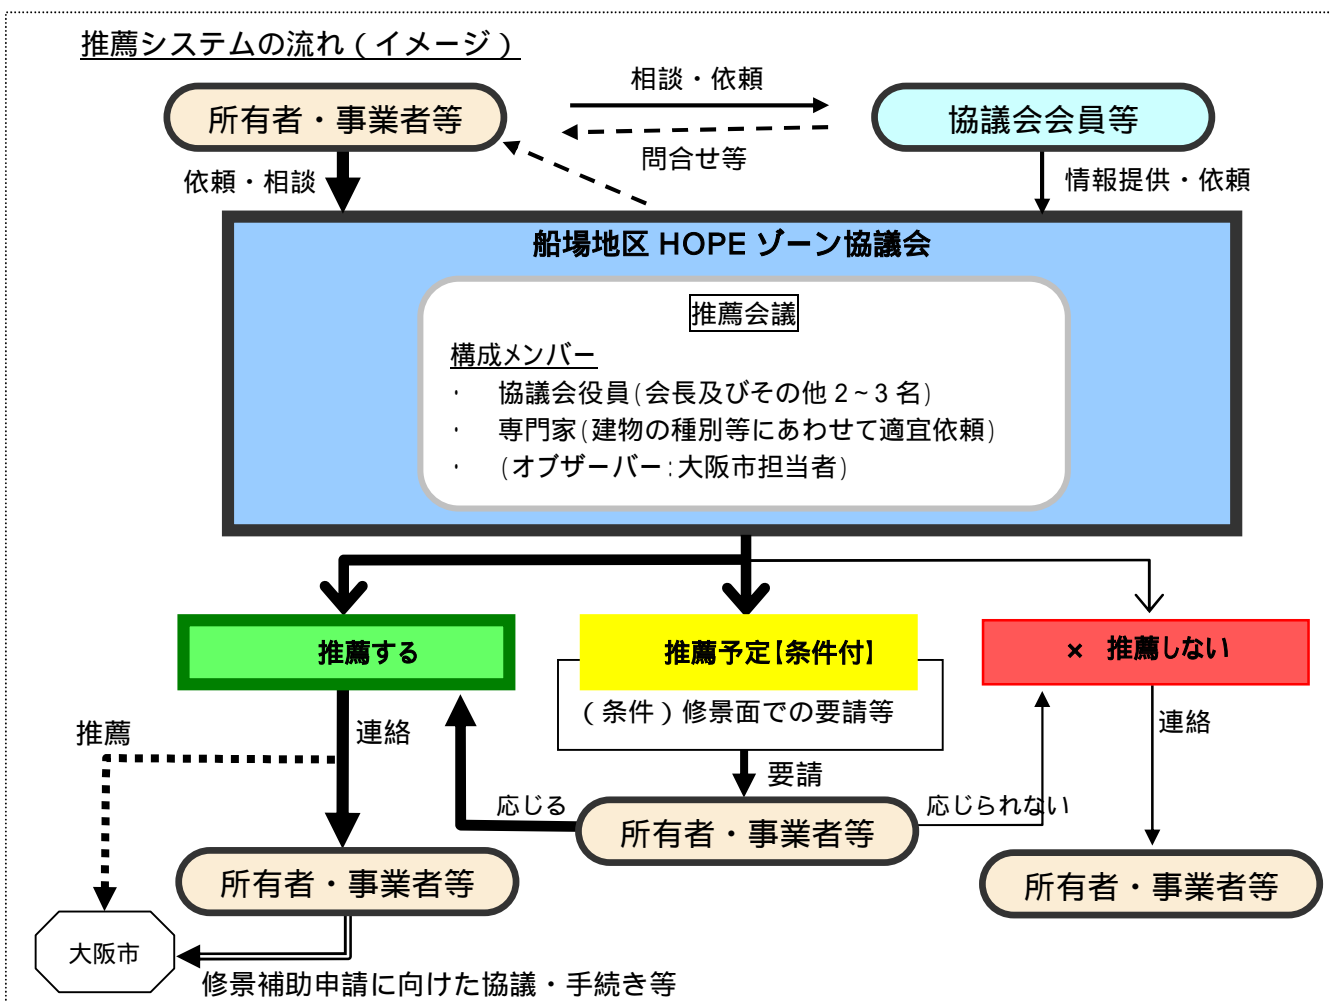 推薦システムの流れ（イメージ）
相談・依頼
所有者・事業者等
協議会会員等
問合せ等
依頼・相談
情報提供・依頼
船場地区 HOPE ゾーン協議会
推薦会議
構成メンバー
・ 協議会役員(会長及びその他 2～3 名)
・ 専門家(建物の種別等にあわせて適宜依頼)
・ (オブザーバー:大阪市担当者)
推薦する
推薦予定【条件付】
× 推薦しない
（条件）修景面での要請等
推薦
連絡
連絡
要請
応じる
応じられない
所有者・事業者等
所有者・事業者等
所有者・事業者等
大阪市
修景補助申請に向けた協議・手続き等